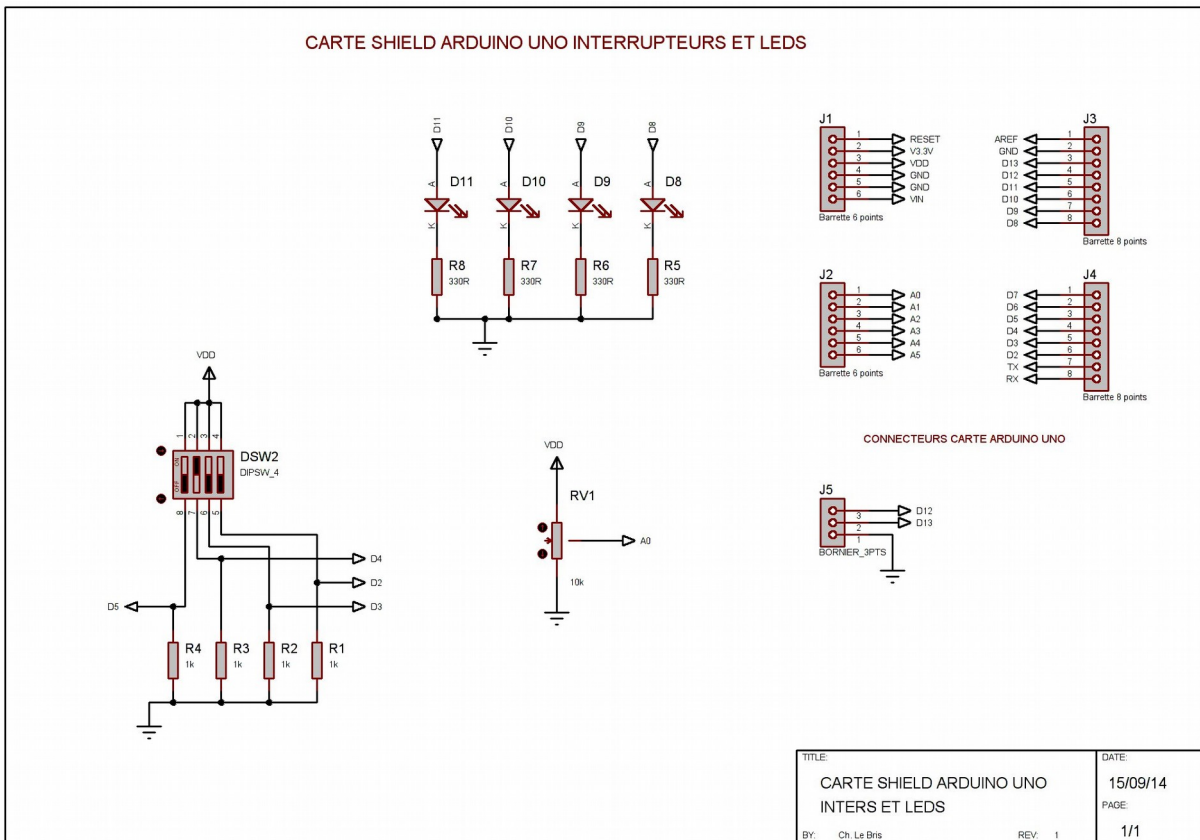 CARTE SHIELD ARDUINO UNO INTERRUPTEURS ET LEDS
D11
D10
D9
D8
A
D11
A
D10
A
D9
A
D8
K
K
K
K
R8
330R
R7
330R
R6
330R
R5
330R
J1
1 RESET
2 V3.3V
3 VDD
4 GND
5 GND
6 VIN
Barrette 6 points
J3
AREF 1
GND 2
D13 3
D12 4
D11 5
D10 6
D9 7
D8 8
Barrette 8 points
J2
1 A0
2 A1
3 A2
4 A3
5 A4
6 A5
Barrette 6 points
J4
D7 1
D6 2
D5 3
D4 4
D3 5
D2 6
TX 7
RX 8
Barrette 8 points
CONNECTEURS CARTE ARDUINO UNO
VDD
1 2 3 4
ON
OFF
DSW2
DIPSW_4
8 7 6 5
D4
D2
D3
D5
R4
1k
R3
1k
R2
1k
R1
1k
VDD
RV1
A0
10k
J5
3 D12
2 D13
1
BORNIER_3PTS
TITLE:
CARTE SHIELD ARDUINO UNO
INTERS ET LEDS
BY: Ch. Le Bris
REV: 1
DATE:
15/09/14
PAGE:
1/1